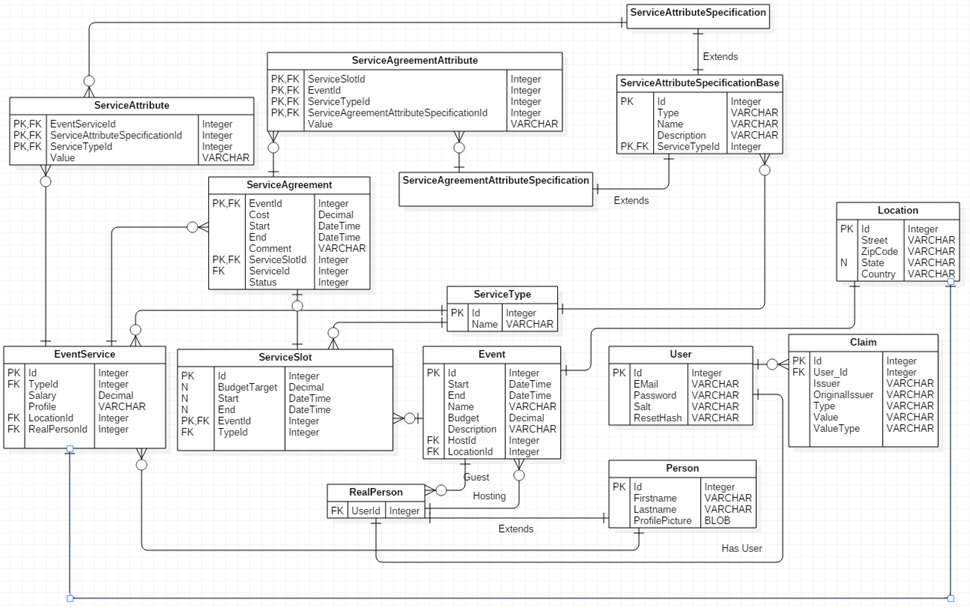 ServiceAttributeSpecification
Extends
ServiceAgreementAttribute
PK,FK ServiceSlotId Integer
PK,FK EventId Integer
PK,FK ServiceTypeId Integer
PK,FK ServiceAgreementAttributeSpecificationId Integer
Value VARCHAR
ServiceAttributeSpecificationBase
PK Id Integer
Type VARCHAR
Name VARCHAR
Description VARCHAR
PK,FK ServiceTypeId Integer
ServiceAttribute
PK,FK EventServiceId Integer
PK,FK ServiceAttributeSpecificationId Integer
PK,FK ServiceTypeId Integer
Value VARCHAR
ServiceAgreementAttributeSpecification
Extends
ServiceAgreement
PK,FK EventId Integer
Cost Decimal
Start DateTime
End DateTime
Comment VARCHAR
PK,FK ServiceSlotId Integer
FK ServiceId Integer
Status Integer
Location
PK Id Integer
Street VARCHAR
ZipCode VARCHAR
N State VARCHAR
Country VARCHAR
ServiceType
PK Id Integer
Name VARCHAR
EventService
PK Id Integer
FK TypeId Integer
Salary Decimal
Profile VARCHAR
FK LocationId Integer
FK RealPersonId Integer
ServiceSlot
PK Id Integer
N BudgetTarget Decimal
N Start DateTime
N End DateTime
PK,FK EventId Integer
FK TypeId Integer
Event
PK Id Integer
Start DateTime
End DateTime
Name VARCHAR
Budget Decimal
Description VARCHAR
FK HostId Integer
FK LocationId Integer
User
PK Id Integer
EMail VARCHAR
Password VARCHAR
Salt VARCHAR
ResetHash VARCHAR
Claim
PK Id Integer
FK User_Id Integer
Issuer VARCHAR
OriginalIssuer VARCHAR
Type VARCHAR
Value VARCHAR
ValueType VARCHAR
Guest
Hosting
RealPerson
FK UserId Integer
Extends
Person
PK Id Integer
Firstname VARCHAR
Lastname VARCHAR
ProfilePicture BLOB
Has User